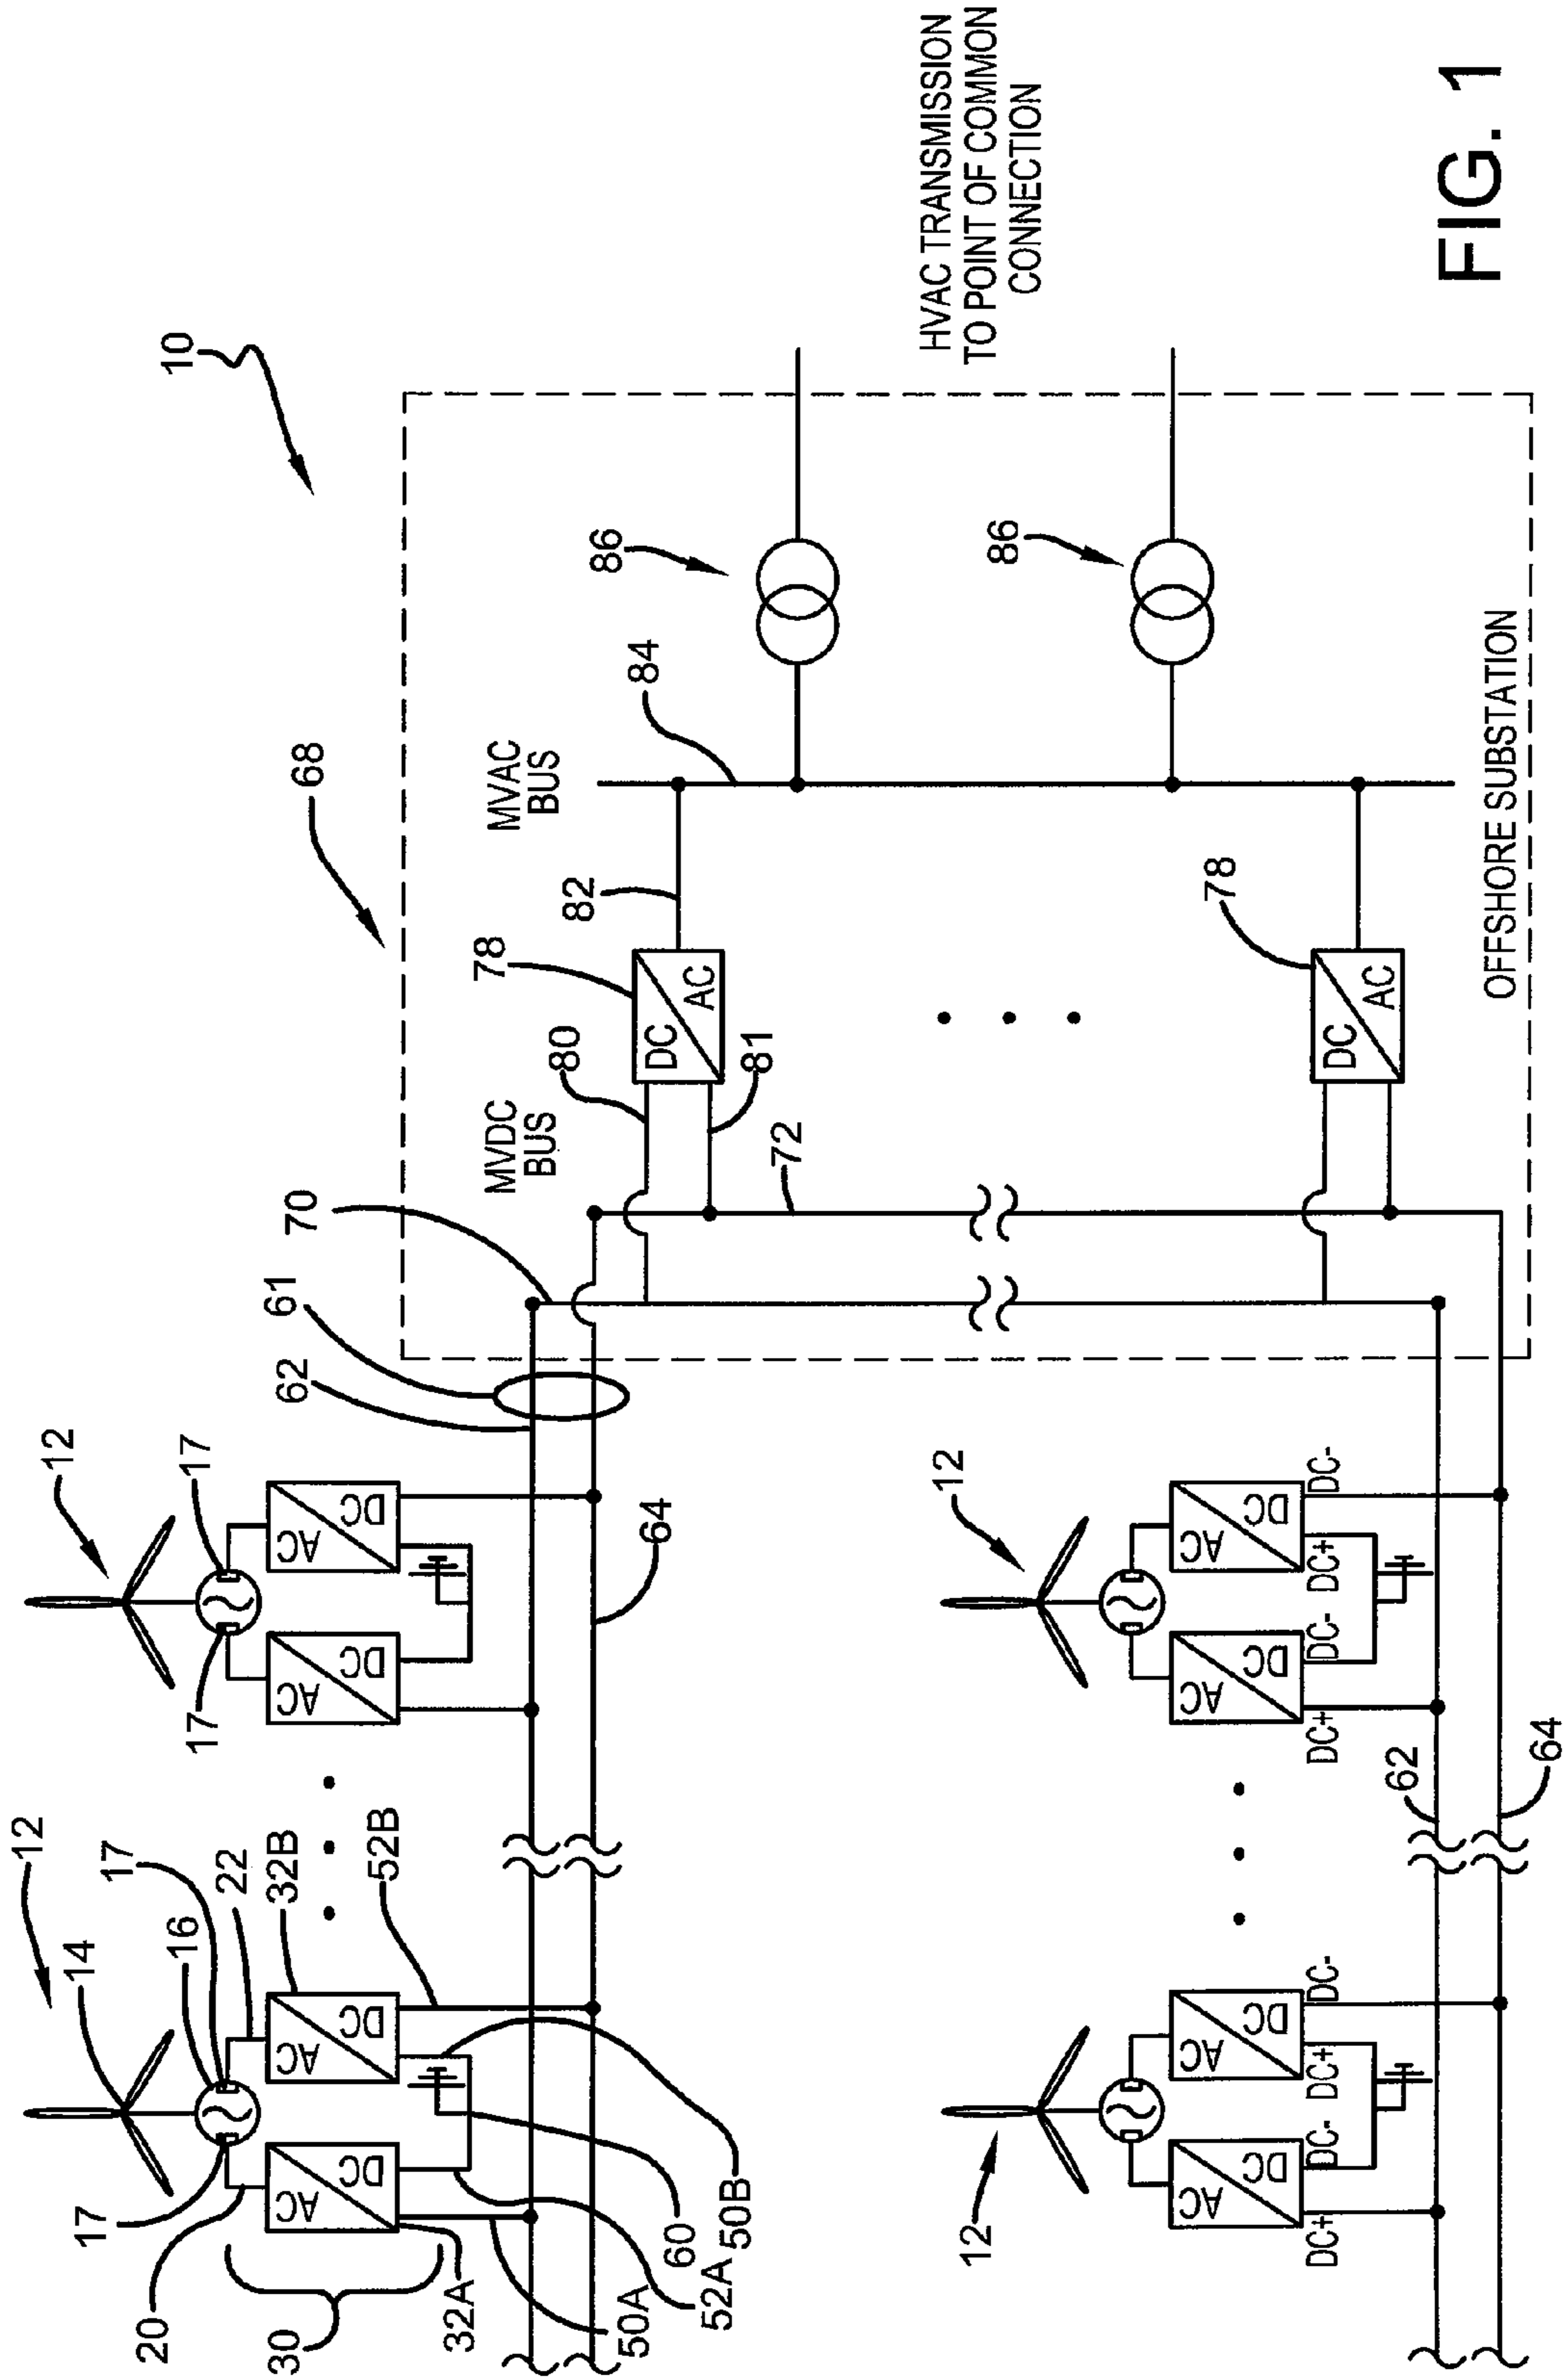 10
68
12
12
12
12
14
16
17
17
17
17
22
20
30
32A
32B
AC
DC
AC
DC
AC
DC
AC
DC
50A
52A
60
50B
52B
64
62
61
70
MVDC
BUS
80
81
72
78
DC
AC
82
MVAC
BUS
84
86
86
HVAC TRANSMISSION
TO POINT OF COMMON
CONNECTION
AC
DC
AC
DC
AC
DC
AC
DC
DC+
DC-
DC+
DC-
DC+
DC-
DC+
DC-
62
64
78
DC
AC
OFFSHORE SUBSTATION
FIG. 1